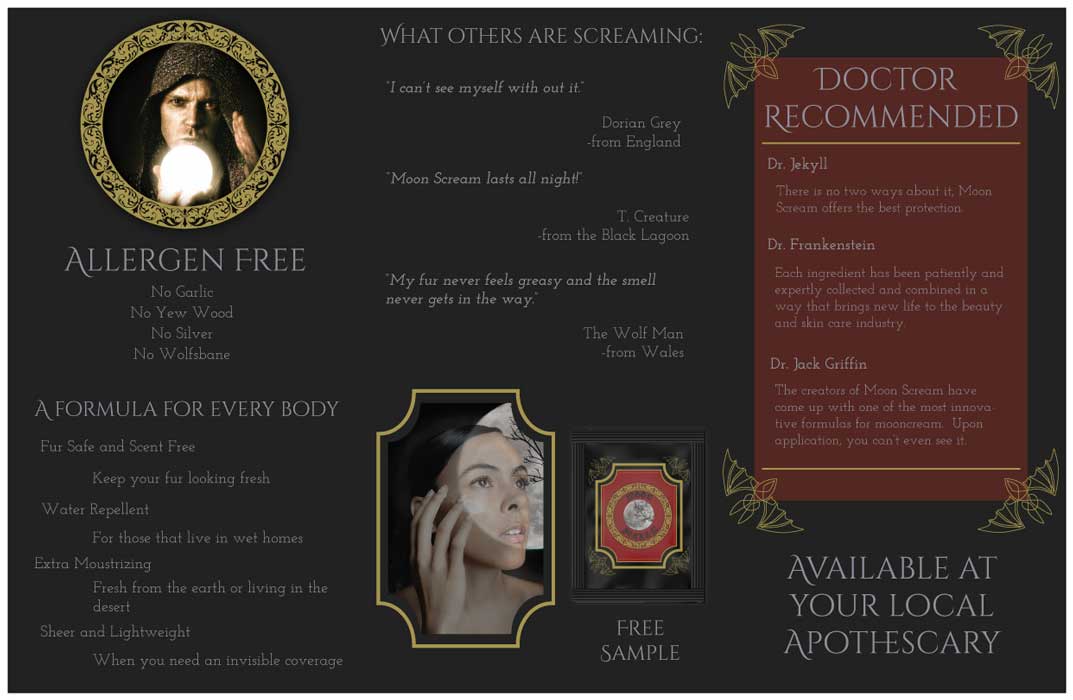 ALLERGEN FREE
No Garlic
No Yew Wood
No Silver
No Wolfsbane
A FORMULA FOR EVERY BODY
Fur Safe and Scent Free
Keep your fur looking fresh
Water Repellent
For those that live in wet homes
Extra Moustrizing
Fresh from the earth or living in the
desert
Sheer and Lightweight
When you need an invisible coverage
WHAT OTHERS ARE SCREAMING:
"I can't see myself with out it."
Dorian Grey
-from England
"Moon Scream lasts all night!"
T. Creature
-from the Black Lagoon
"My fur never feels greasy and the smell
never gets in the way."
The Wolf Man
-from Wales
FREE
SAMPLE
DOCTOR
RECOMMENDED
Dr. Jekyll
There is no two ways about it, Moon
Scream offers the best protection.
Dr. Frankenstein
Each ingredient has been patiently and
expertly collected and combined in a
way that brings new life to the beauty
and skin care industry.
Dr. Jack Griffin
The creators of Moon Scream have
come up with one of the most innova-
tive formulas for mooncream.  Upon
application, you can't even see it.
AVAILABLE AT
YOUR LOCAL
APOTHESCARY